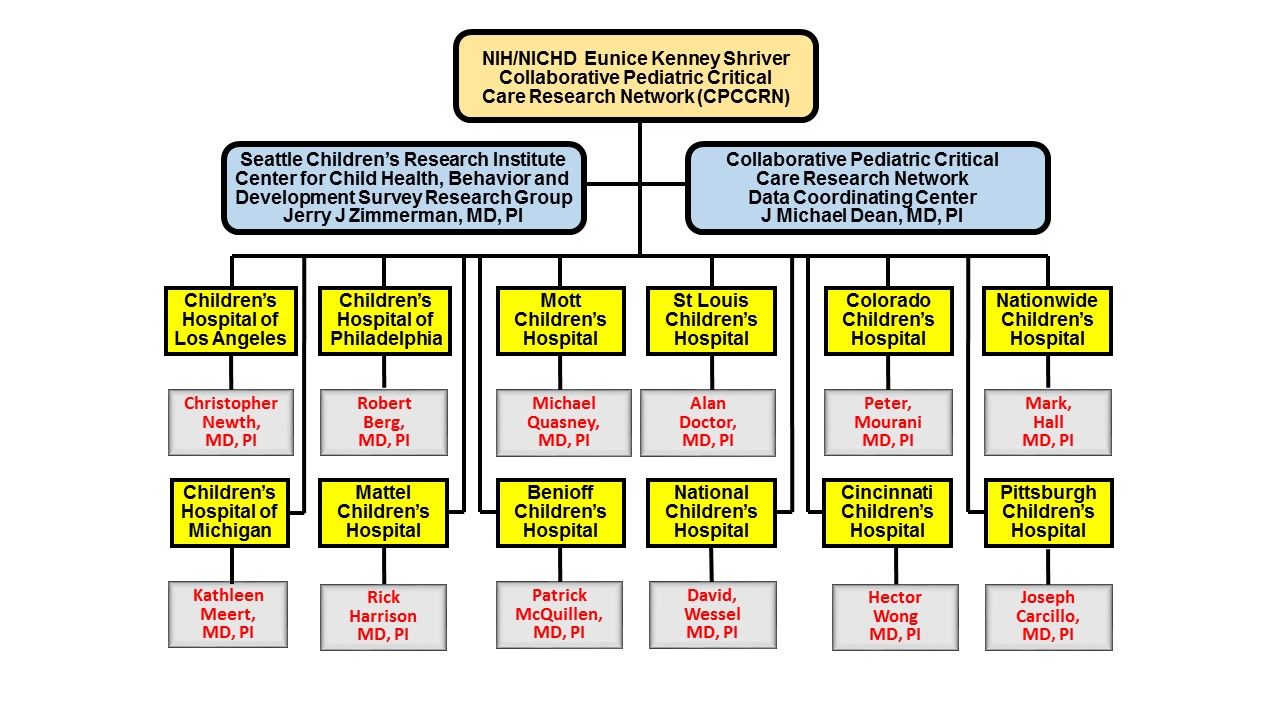 NIH/NICHD Eunice Kenney Shriver
Collaborative Pediatric Critical
Care Research Network (CPCCRN)
Seattle Children's Research Institute
Center for Child Health, Behavior and
Development Survey Research Group
Jerry J Zimmerman, MD, PI
Collaborative Pediatric Critical
Care Research Network
Data Coordinating Center
J Michael Dean, MD, PI
Children's
Hospital of
Los Angeles
Children's
Hospital of
Philadelphia
Mott
Children's
Hospital
St Louis
Children's
Hospital
Colorado
Children's
Hospital
Nationwide
Children's
Hospital
Christopher
Newth,
MD, PI
Robert
Berg,
MD, PI
Michael
Quasney,
MD, PI
Alan
Doctor,
MD, PI
Peter,
Mourani
MD, PI
Mark,
Hall
MD, PI
Children's
Hospital of
Michigan
Mattel
Children's
Hospital
Benioff
Children's
Hospital
National
Children's
Hospital
Cincinnati
Children's
Hospital
Pittsburgh
Children's
Hospital
Kathleen
Meert,
MD, PI
Rick
Harrison
MD, PI
Patrick
McQuillen,
MD, PI
David,
Wessel
MD, PI
Hector
Wong
MD, PI
Joseph
Carcillo,
MD, PI